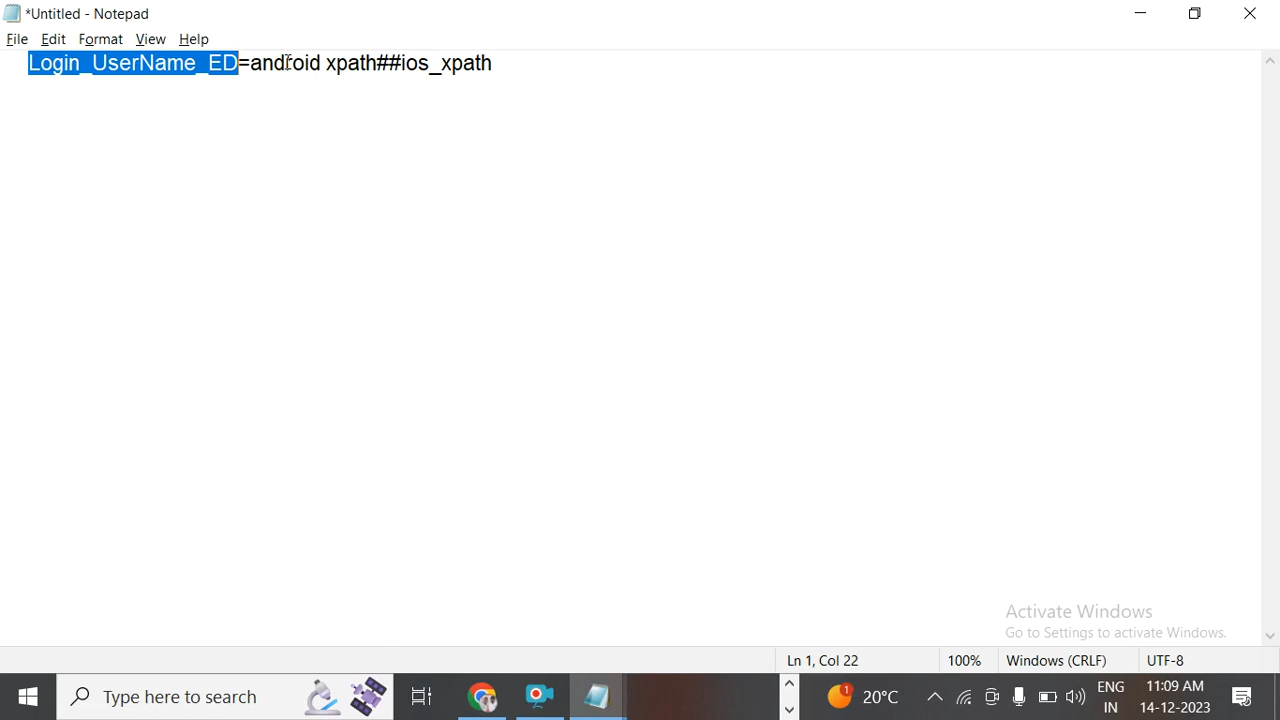 *Untitled - Notepad
File Edit Format View Help
Login_UserName_ED=android xpath##ios_xpath
Activate Windows
Go to Settings to activate Windows.
Ln 1, Col 22 100% Windows (CRLF) UTF-8
Type here to search 1 20°C ENG IN 11:09 AM 14-12-2023